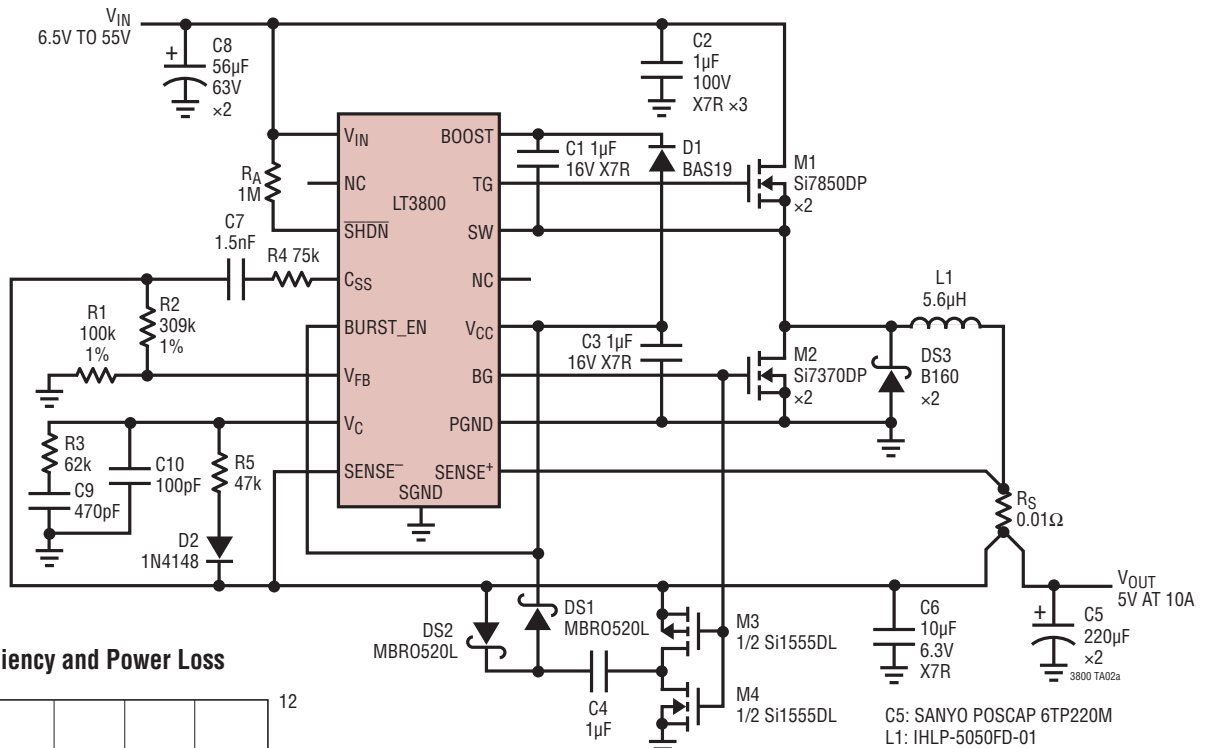 VIN
6.5V TO 55V
+
C8
56µF
63V
×2
C2
1µF
100V
X7R ×3
RA
1M
VIN
NC
SHDN
CSS
BURST_EN
VFB
VC
SENSE–
LT3800
SGND
BOOST
TG
SW
NC
VCC
BG
PGND
SENSE+
C1 1µF
16V X7R
D1
BAS19
M1
Si7850DP
×2
C7
1.5nF
R4 75k
R1
100k
1%
R2
309k
1%
C3 1µF
16V X7R
M2
Si7370DP
×2
L1
5.6µH
DS3
B160
×2
R3
62k
C9
470pF
C10
100pF
R5
47k
D2
1N4148
RS
0.01Ω
VOUT
5V AT 10A
DS2
MBRO520L
DS1
MBRO520L
C4
1µF
M3
1/2 Si1555DL
M4
1/2 Si1555DL
C6
10µF
6.3V
X7R
+
C5
220µF
×2
3800 TA02a
C5: SANYO POSCAP 6TP220M
L1: IHLP-5050FD-01
iency and Power Loss
12